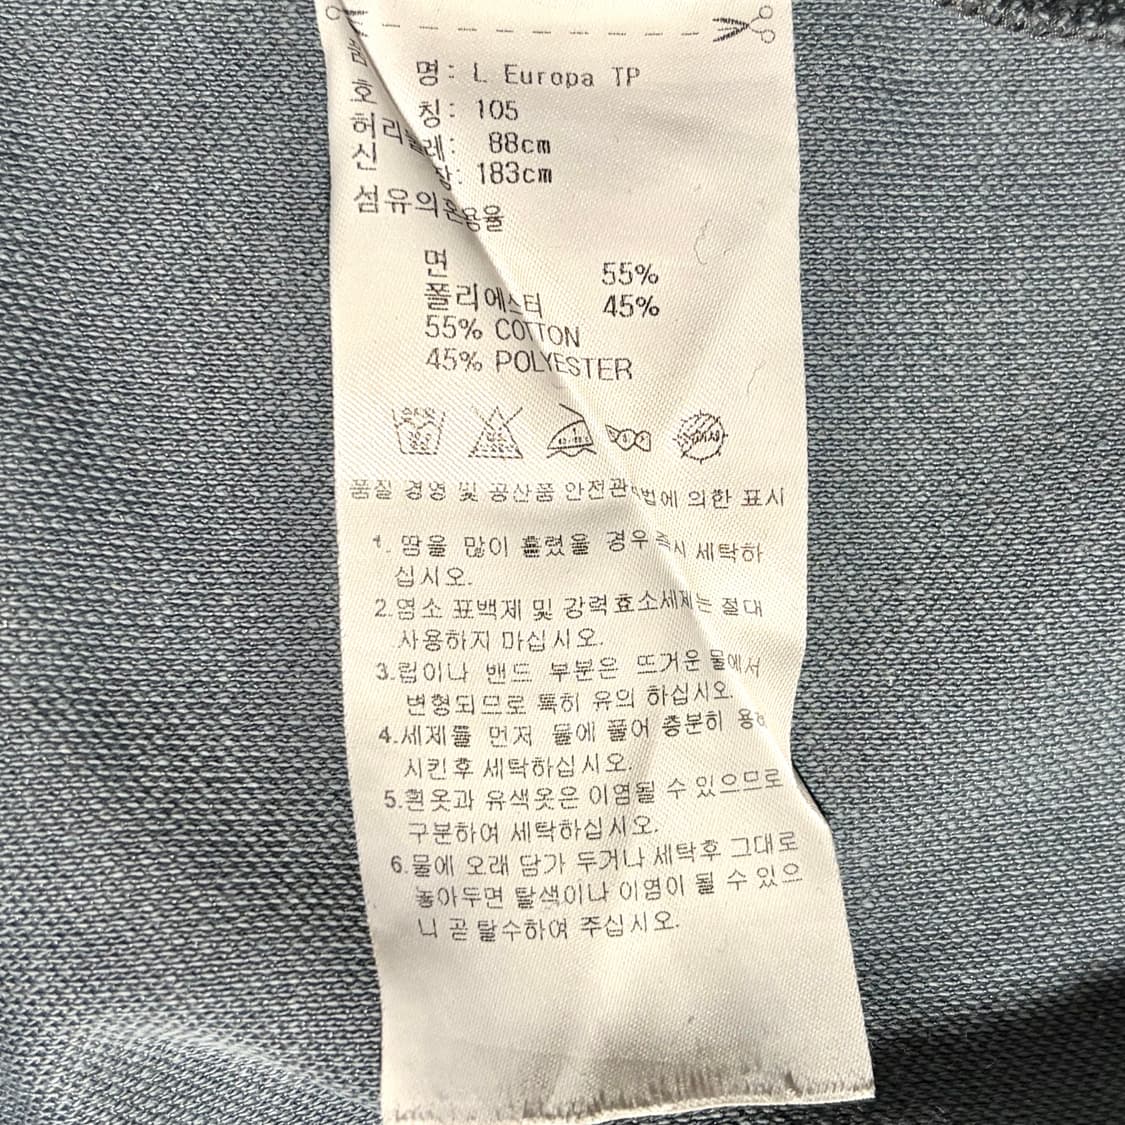 품 명: L Europa TP
호 칭: 105
허리둘레: 88cm
신 장: 183cm
섬유의혼용율
면 55%
폴리에스터 45%
55% COTTON
45% POLYESTER
품질 경영 및 공산품 안전관 법에 의한 표시
1. 땀을 많이 흘렸을 경우 즉시 세탁하
십시오.
2.염소 표백제 및 강력효소세제는 절대
사용하지 마십시오.
3.립이나 밴드 부분은 뜨거운 물에서
변형되므로 특히 유의 하십시오.
4.세제를 먼저 물에 풀어 충분히 용해
시킨후 세탁하십시오.
5.흰옷과 유색옷은 이염될 수 있으므로
구분하여 세탁하십시오.
6.물에 오래 담가 두거나 세탁후 그대로
놓아두면 탈색이나 이염이 될 수 있으
니 곧 탈수하여 주십시오.